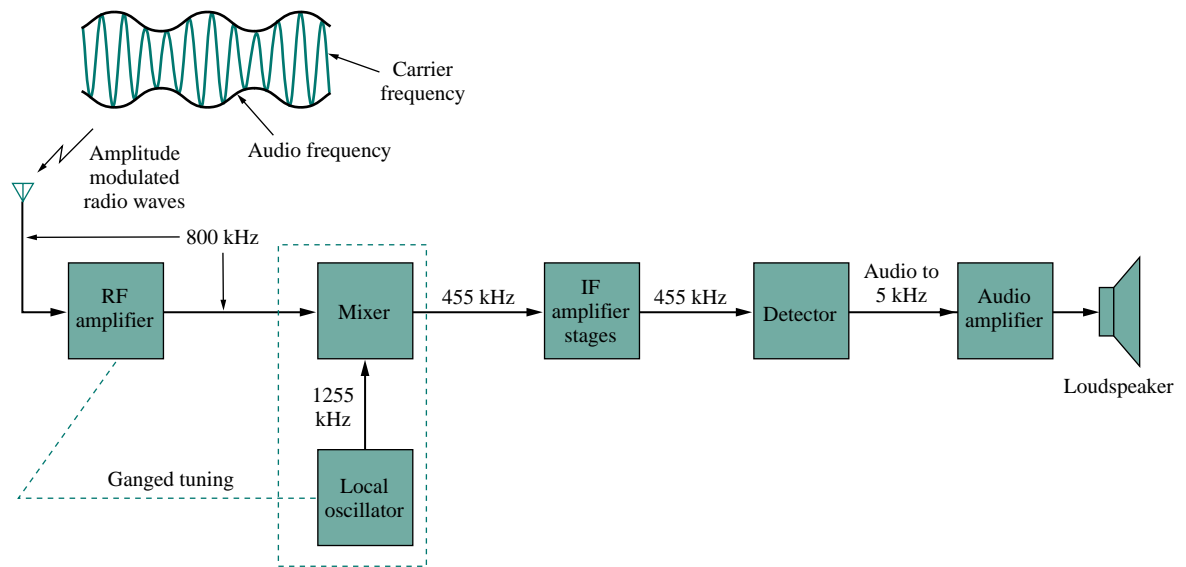 Carrier
frequency
Audio frequency
Amplitude
modulated
radio waves
800 kHz
RF
amplifier
Mixer
455 kHz
IF
amplifier
stages
455 kHz
Detector
Audio to
5 kHz
Audio
amplifier
Loudspeaker
1255
kHz
Ganged tuning
Local
oscillator